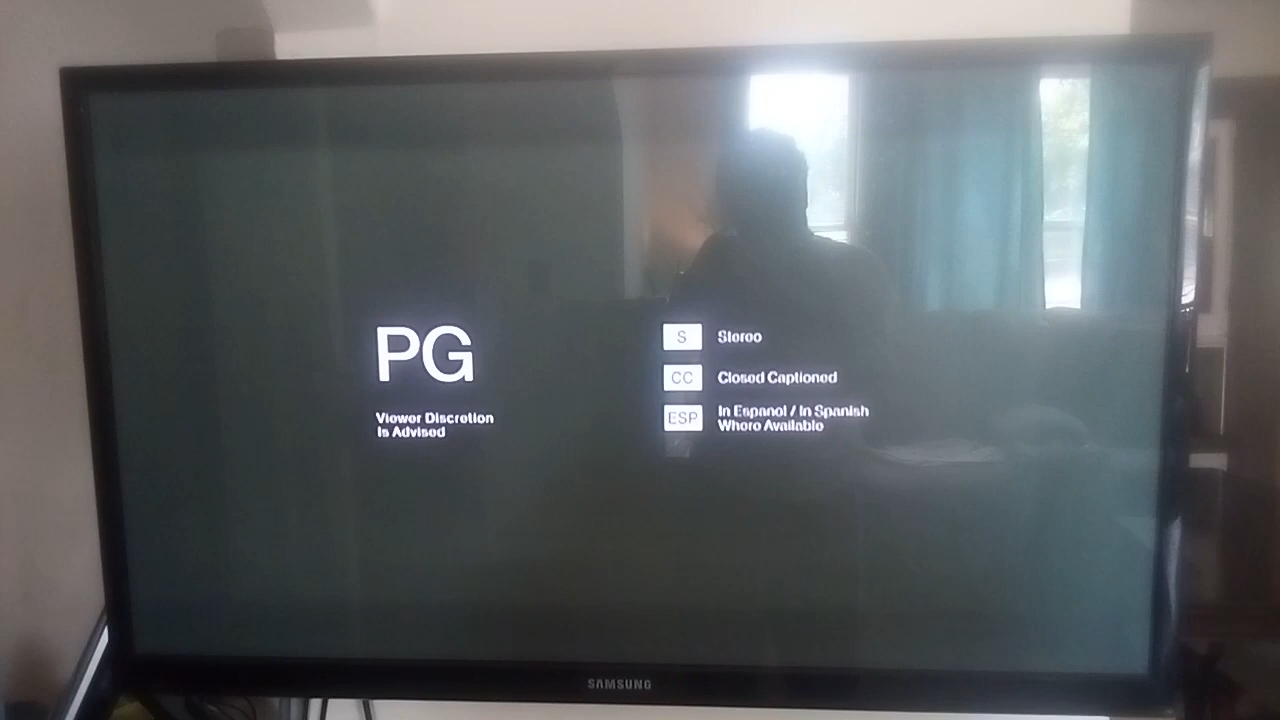 PG
Viewer Discretion
Is Advised
S Stereo
CC Closed Captioned
ESP In Espanol / In Spanish
Where Available
SAMSUNG